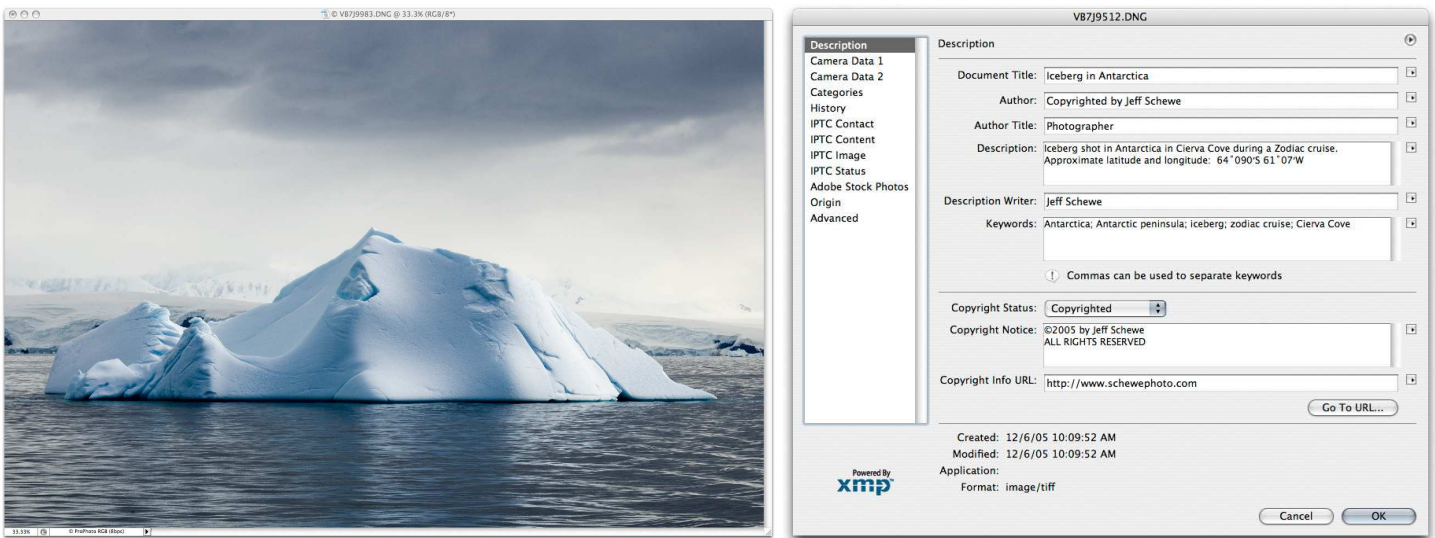 © VB7J9983.DNG @ 33.3% (RGB/8*)
33.33%
© ProPhoto RGB (8bpc)
VB7J9512.DNG
Description
Camera Data 1
Camera Data 2
Categories
History
IPTC Contact
IPTC Content
IPTC Image
IPTC Status
Adobe Stock Photos
Origin
Advanced
Powered By
xmp
Description
Document Title: Iceberg in Antarctica
Author: Copyrighted by Jeff Schewe
Author Title: Photographer
Description: Iceberg shot in Antarctica in Cierva Cove during a Zodiac cruise.
Approximate latitude and longitude: 64˚090'S 61˚07'W
Description Writer: Jeff Schewe
Keywords: Antarctica; Antarctic peninsula; iceberg; zodiac cruise; Cierva Cove
Commas can be used to separate keywords
Copyright Status: Copyrighted
Copyright Notice: ©2005 by Jeff Schewe
ALL RIGHTS RESERVED
Copyright Info URL: http://www.schewephoto.com
Go To URL...
Created: 12/6/05 10:09:52 AM
Modified: 12/6/05 10:09:52 AM
Application:
Format: image/tiff
Cancel
OK